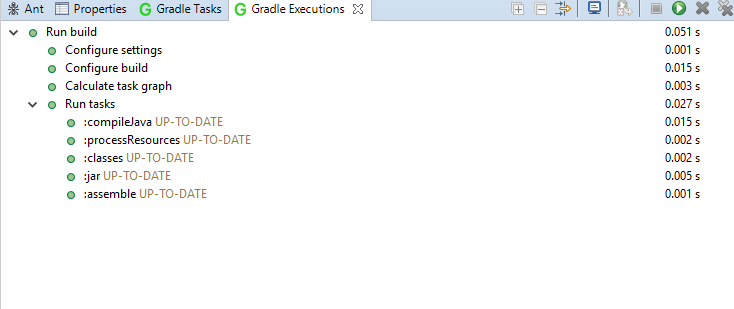 Ant Properties Gradle Tasks Gradle Executions
Run build 0.051 s
Configure settings 0.001 s
Configure build 0.015 s
Calculate task graph 0.003 s
Run tasks 0.027 s
:compileJava UP-TO-DATE 0.015 s
:processResources UP-TO-DATE 0.002 s
:classes UP-TO-DATE 0.002 s
:jar UP-TO-DATE 0.005 s
:assemble UP-TO-DATE 0.001 s